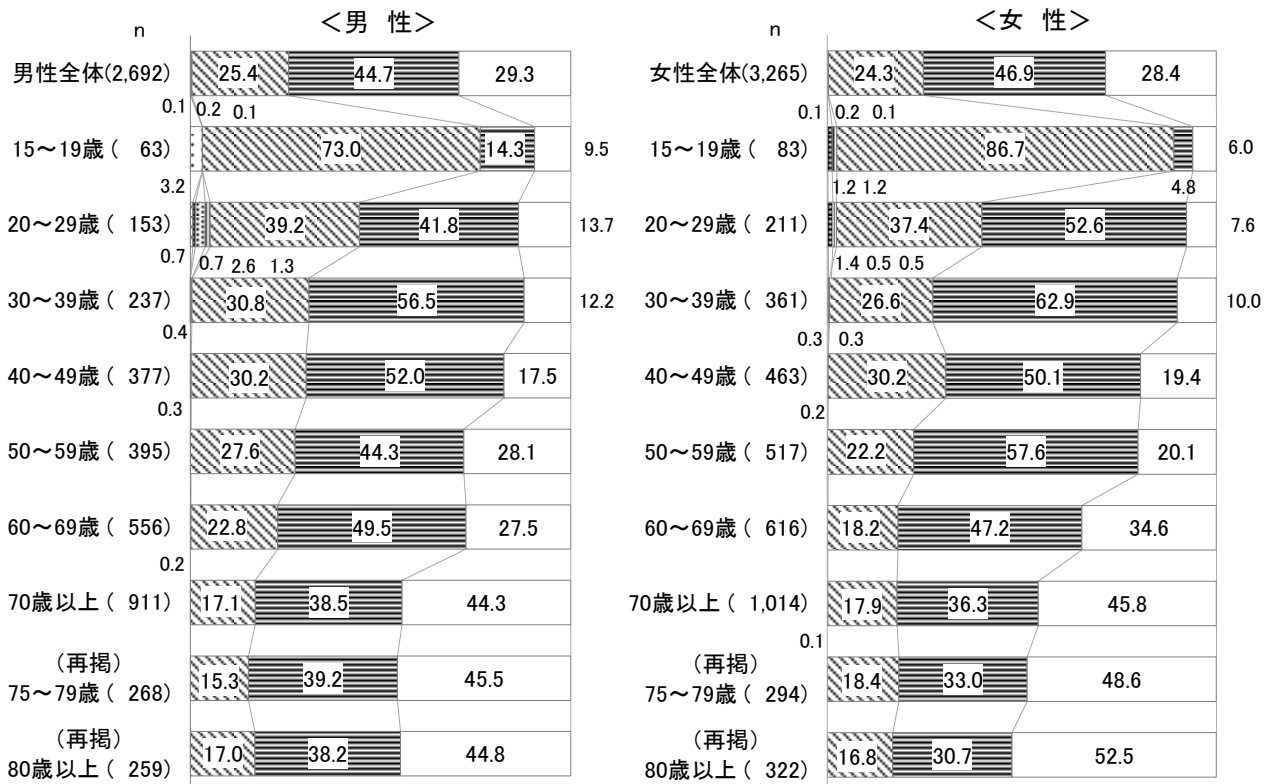 ＜男 性＞
n
男性全体(2,692) 25.4 44.7 29.3
0.1 0.2 0.1
15～19歳 ( 63) 73.0 14.3 9.5
3.2
20～29歳 ( 153) 39.2 41.8 13.7
0.7 0.7 2.6 1.3
30～39歳 ( 237) 30.8 56.5 12.2
0.4
40～49歳 ( 377) 30.2 52.0 17.5
0.3
50～59歳 ( 395) 27.6 44.3 28.1
60～69歳 ( 556) 22.8 49.5 27.5
0.2
70歳以上 ( 911) 17.1 38.5 44.3
(再掲)
75～79歳 ( 268) 15.3 39.2 45.5
(再掲)
80歳以上 ( 259) 17.0 38.2 44.8
＜女 性＞
n
女性全体(3,265) 24.3 46.9 28.4
0.1 0.2 0.1
15～19歳 ( 83) 86.7 6.0
1.2 1.2 4.8
20～29歳 ( 211) 37.4 52.6 7.6
1.4 0.5 0.5
30～39歳 ( 361) 26.6 62.9 10.0
0.3 0.3
40～49歳 ( 463) 30.2 50.1 19.4
0.2
50～59歳 ( 517) 22.2 57.6 20.1
60～69歳 ( 616) 18.2 47.2 34.6
70歳以上 ( 1,014) 17.9 36.3 45.8
0.1
(再掲)
75～79歳 ( 294) 18.4 33.0 48.6
(再掲)
80歳以上 ( 322) 16.8 30.7 52.5